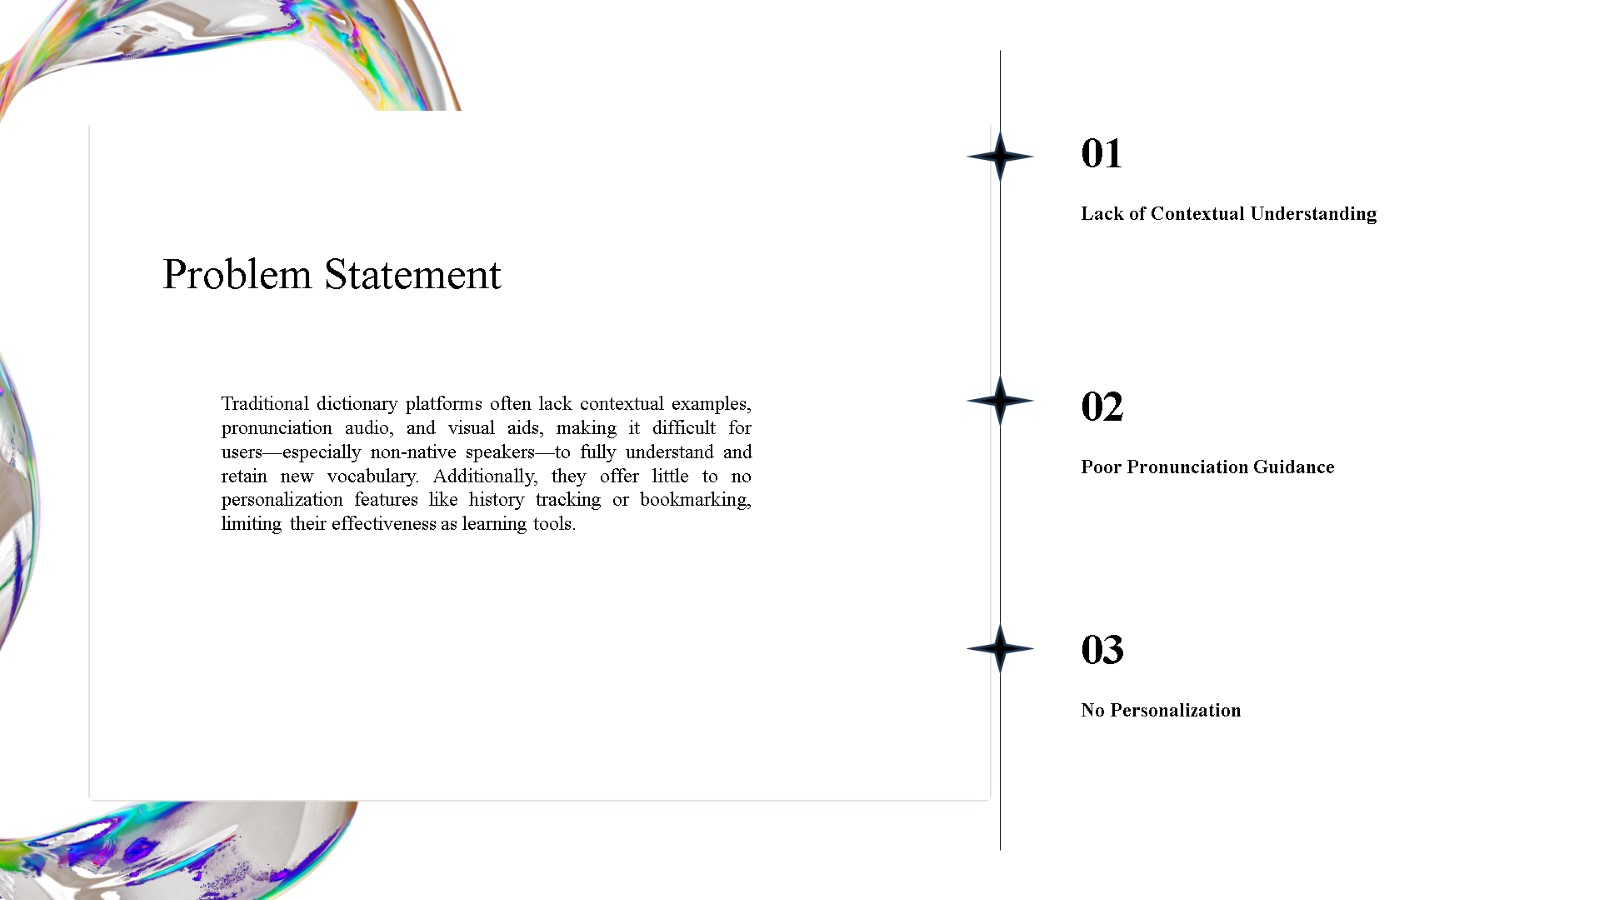 Problem Statement
Traditional dictionary platforms often lack contextual examples,
pronunciation audio, and visual aids, making it difficult for
users—especially non-native speakers—to fully understand and
retain new vocabulary. Additionally, they offer little to no
personalization features like history tracking or bookmarking,
limiting their effectiveness as learning tools.
01
Lack of Contextual Understanding
02
Poor Pronunciation Guidance
03
No Personalization